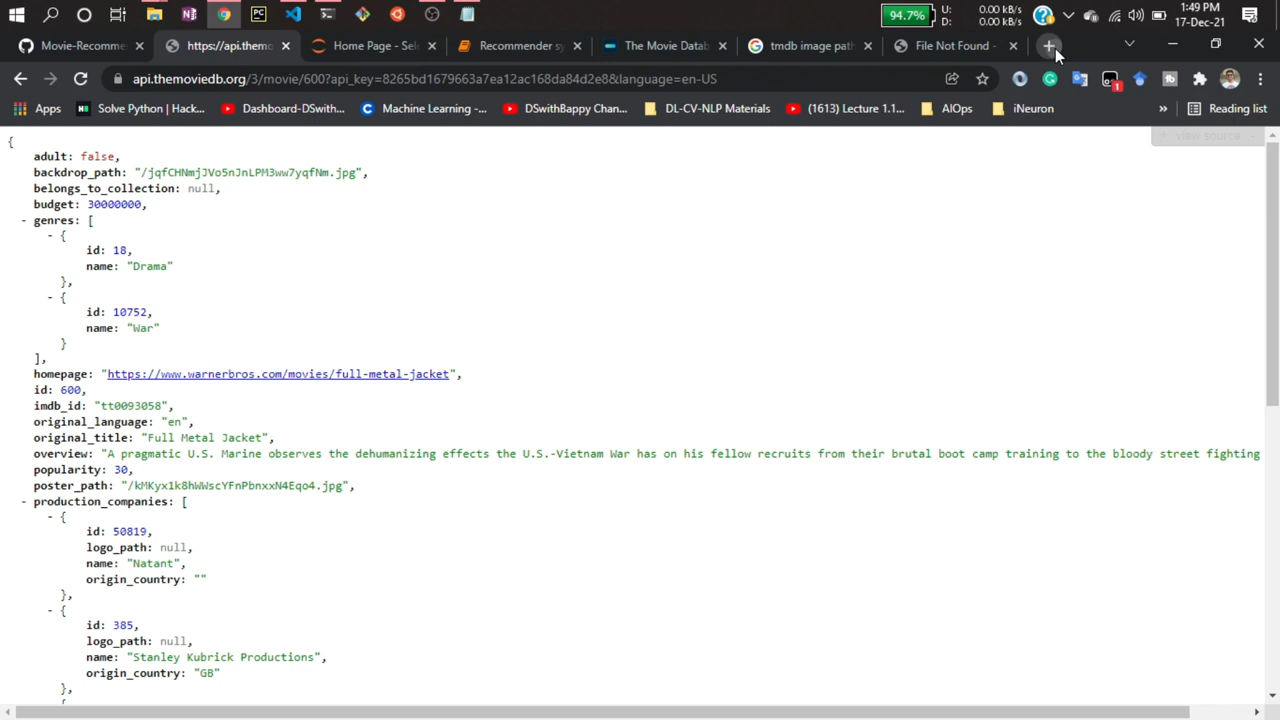 94.7%
U:
D:
0.00 kB/s
0.00 kB/s
1:49 PM
17-Dec-21
Movie-Recomme
https://api.themo
Home Page - Sele
Recommender sy
The Movie Datab
tmdb image path
File Not Found -
api.themoviedb.org/3/movie/600?api_key=8265bd1679663a7ea12ac168da84d2e8&language=en-US
1
Apps
Solve Python | Hack...
Dashboard-DSwith...
Machine Learning -...
DSwithBappy Chan...
DL-CV-NLP Materials
(1613) Lecture 1.1...
AIOps
iNeuron
»
Reading list
+ view source -
{
adult: false,
backdrop_path: "/jqfCHNmjJVo5nJnLPM3ww7yqfNm.jpg",
belongs_to_collection: null,
budget: 30000000,
- genres: [
- {
id: 18,
name: "Drama"
},
- {
id: 10752,
name: "War"
}
],
homepage: "https://www.warnerbros.com/movies/full-metal-jacket",
id: 600,
imdb_id: "tt0093058",
original_language: "en",
original_title: "Full Metal Jacket",
overview: "A pragmatic U.S. Marine observes the dehumanizing effects the U.S.-Vietnam War has on his fellow recruits from their brutal boot camp training to the bloody street fighting
popularity: 30,
poster_path: "/kMKyx1k8hWWscYFnPbnxxN4Eqo4.jpg",
- production_companies: [
- {
id: 50819,
logo_path: null,
name: "Natant",
origin_country: ""
},
- {
id: 385,
logo_path: null,
name: "Stanley Kubrick Productions",
origin_country: "GB"
},